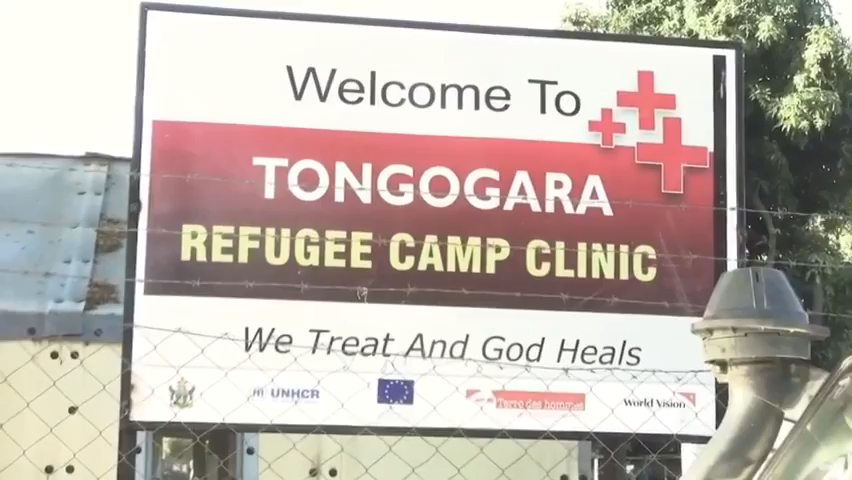 Welcome To
TONGOGARA
REFUGEE CAMP CLINIC
We Treat And God Heals
UNHCR
Terre des hommes
World Vision